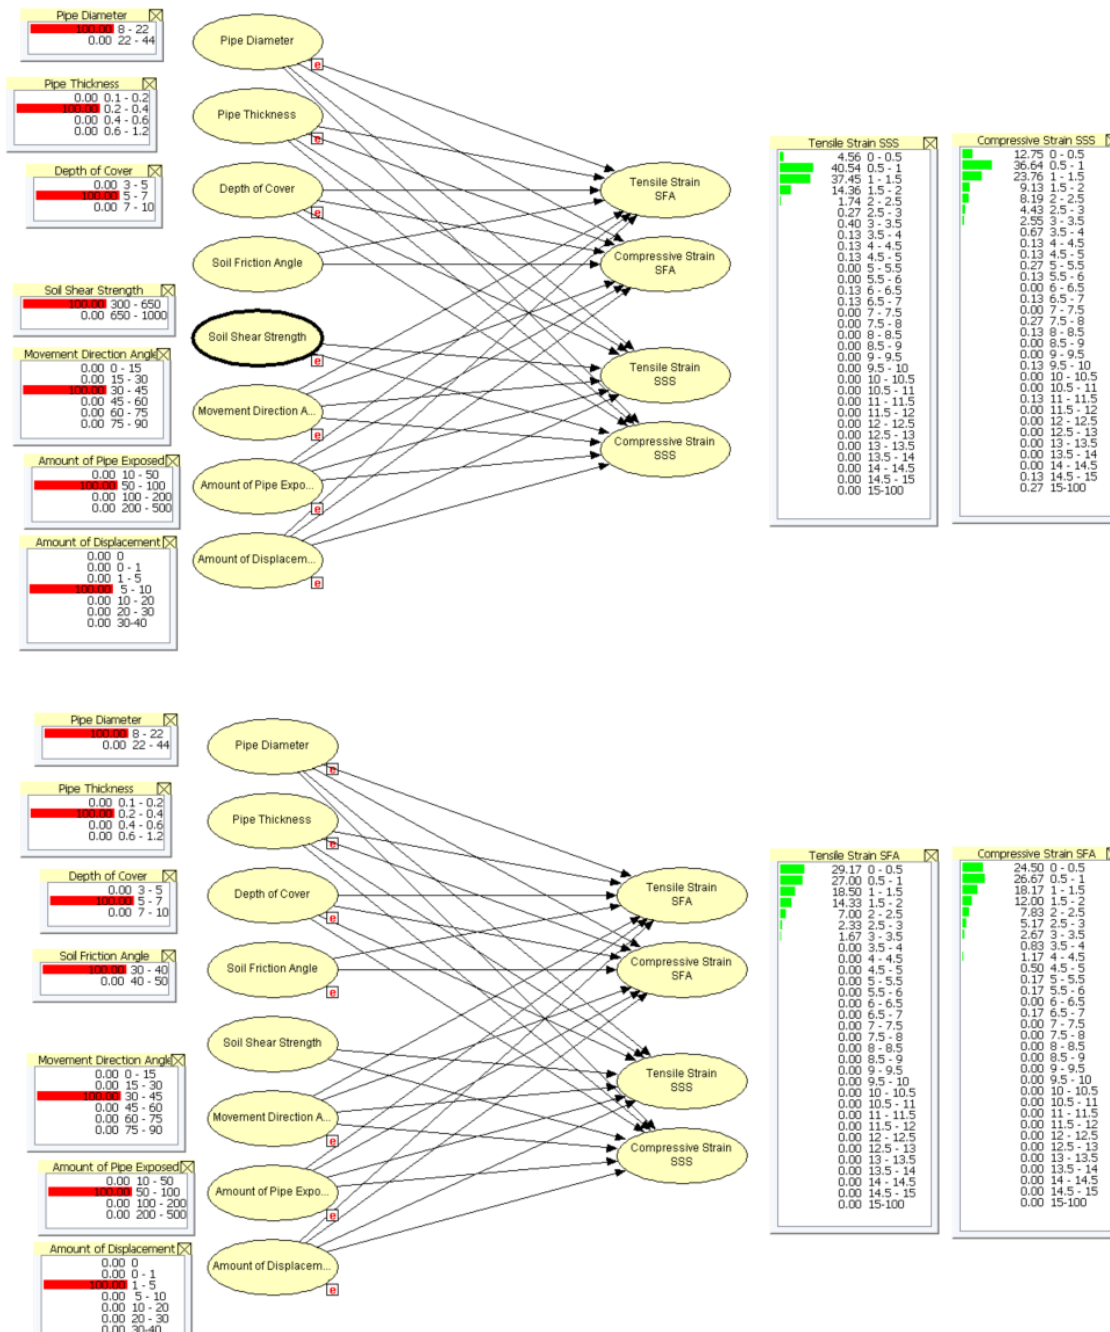 Pipe Diameter
100.00 8 - 22
0.00 22 - 44
Pipe Thickness
0.00 0.1 - 0.2
100.00 0.2 - 0.4
0.00 0.4 - 0.6
0.00 0.6 - 1.2
Depth of Cover
0.00 3 - 5
100.00 5 - 7
0.00 7 - 10
Soil Shear Strength
100.00 300 - 650
0.00 650 - 1000
Movement Direction Angle
0.00 0 - 15
0.00 15 - 30
100.00 30 - 45
0.00 45 - 60
0.00 60 - 75
0.00 75 - 90
Amount of Pipe Exposed
0.00 10 - 50
100.00 50 - 100
0.00 100 - 200
0.00 200 - 500
Amount of Displacement
0.00 0
0.00 0 - 1
0.00 1 - 5
100.00 5 - 10
0.00 10 - 20
0.00 20 - 30
0.00 30-40
Pipe Diameter
e
Pipe Thickness
e
Depth of Cover
e
Soil Friction Angle
Soil Shear Strength
e
Movement Direction A...
e
Amount of Pipe Expo...
e
Amount of Displacem...
e
Tensile Strain
SFA
Compressive Strain
SFA
Tensile Strain
SSS
Compressive Strain
SSS
Tensile Strain SSS
4.56 0 - 0.5
40.54 0.5 - 1
37.45 1 - 1.5
14.36 1.5 - 2
1.74 2 - 2.5
0.27 2.5 - 3
0.40 3 - 3.5
0.13 3.5 - 4
0.13 4 - 4.5
0.13 4.5 - 5
0.00 5 - 5.5
0.00 5.5 - 6
0.13 6 - 6.5
0.13 6.5 - 7
0.00 7 - 7.5
0.00 7.5 - 8
0.00 8 - 8.5
0.00 8.5 - 9
0.00 9 - 9.5
0.00 9.5 - 10
0.00 10 - 10.5
0.00 10.5 - 11
0.00 11 - 11.5
0.00 11.5 - 12
0.00 12 - 12.5
0.00 12.5 - 13
0.00 13 - 13.5
0.00 13.5 - 14
0.00 14 - 14.5
0.00 14.5 - 15
0.00 15-100
Compressive Strain SSS
12.75 0 - 0.5
36.64 0.5 - 1
23.76 1 - 1.5
9.13 1.5 - 2
8.19 2 - 2.5
4.43 2.5 - 3
2.55 3 - 3.5
0.67 3.5 - 4
0.13 4 - 4.5
0.13 4.5 - 5
0.27 5 - 5.5
0.13 5.5 - 6
0.00 6 - 6.5
0.13 6.5 - 7
0.00 7 - 7.5
0.27 7.5 - 8
0.13 8 - 8.5
0.00 8.5 - 9
0.00 9 - 9.5
0.13 9.5 - 10
0.00 10 - 10.5
0.00 10.5 - 11
0.13 11 - 11.5
0.00 11.5 - 12
0.00 12 - 12.5
0.00 12.5 - 13
0.00 13 - 13.5
0.00 13.5 - 14
0.00 14 - 14.5
0.13 14.5 - 15
0.27 15-100
Pipe Diameter
100.00 8 - 22
0.00 22 - 44
Pipe Thickness
0.00 0.1 - 0.2
100.00 0.2 - 0.4
0.00 0.4 - 0.6
0.00 0.6 - 1.2
Depth of Cover
0.00 3 - 5
100.00 5 - 7
0.00 7 - 10
Soil Friction Angle
100.00 30 - 40
0.00 40 - 50
Movement Direction Angle
0.00 0 - 15
0.00 15 - 30
100.00 30 - 45
0.00 45 - 60
0.00 60 - 75
0.00 75 - 90
Amount of Pipe Exposed
0.00 10 - 50
100.00 50 - 100
0.00 100 - 200
0.00 200 - 500
Amount of Displacement
0.00 0
0.00 0 - 1
100.00 1 - 5
0.00 5 - 10
0.00 10 - 20
0.00 20 - 30
0.00 30-40
Pipe Diameter
e
Pipe Thickness
e
Depth of Cover
e
Soil Friction Angle
e
Soil Shear Strength
Movement Direction A...
e
Amount of Pipe Expo...
e
Amount of Displacem...
e
Tensile Strain
SFA
Compressive Strain
SFA
Tensile Strain
SSS
Compressive Strain
SSS
Tensile Strain SFA
29.17 0 - 0.5
27.00 0.5 - 1
18.50 1 - 1.5
14.33 1.5 - 2
7.00 2 - 2.5
2.33 2.5 - 3
1.67 3 - 3.5
0.00 3.5 - 4
0.00 4 - 4.5
0.00 4.5 - 5
0.00 5 - 5.5
0.00 5.5 - 6
0.00 6 - 6.5
0.00 6.5 - 7
0.00 7 - 7.5
0.00 7.5 - 8
0.00 8 - 8.5
0.00 8.5 - 9
0.00 9 - 9.5
0.00 9.5 - 10
0.00 10 - 10.5
0.00 10.5 - 11
0.00 11 - 11.5
0.00 11.5 - 12
0.00 12 - 12.5
0.00 12.5 - 13
0.00 13 - 13.5
0.00 13.5 - 14
0.00 14 - 14.5
0.00 14.5 - 15
0.00 15-100
Compressive Strain SFA
24.50 0 - 0.5
26.67 0.5 - 1
18.17 1 - 1.5
12.00 1.5 - 2
7.83 2 - 2.5
5.17 2.5 - 3
2.67 3 - 3.5
0.83 3.5 - 4
1.17 4 - 4.5
0.50 4.5 - 5
0.17 5 - 5.5
0.17 5.5 - 6
0.00 6 - 6.5
0.17 6.5 - 7
0.00 7 - 7.5
0.00 7.5 - 8
0.00 8 - 8.5
0.00 8.5 - 9
0.00 9 - 9.5
0.00 9.5 - 10
0.00 10 - 10.5
0.00 10.5 - 11
0.00 11 - 11.5
0.00 11.5 - 12
0.00 12 - 12.5
0.00 12.5 - 13
0.00 13 - 13.5
0.00 13.5 - 14
0.00 14 - 14.5
0.00 14.5 - 15
0.00 15-100